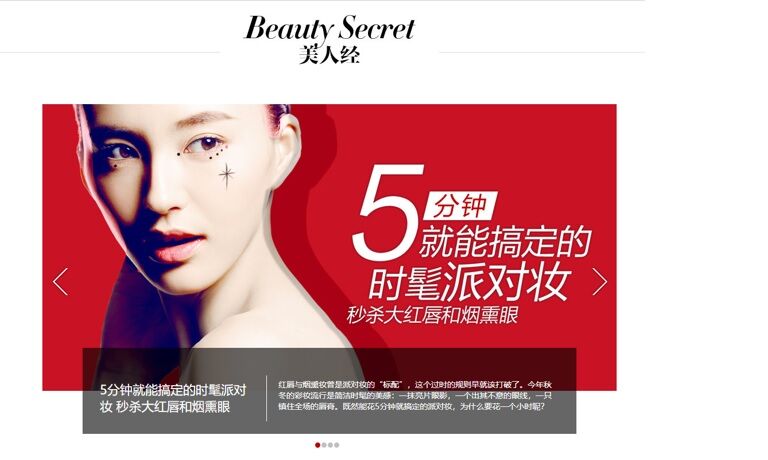 Beauty Secret
美人经
5分钟
就能搞定的
时髦派对妆
秒杀大红唇和烟熏眼
5分钟就能搞定的时髦派对
妆 秒杀大红唇和烟熏眼
红唇与烟熏妆曾是派对妆的“标配”，这个过时的规则早就该打破了。今年秋
冬的彩妆流行是简洁时髦的美感：一抹亮片眼影，一个出其不意的眼线，一只
镇住全场的唇膏。既然能花5分钟就搞定的派对妆，为什么要花一个小时呢？